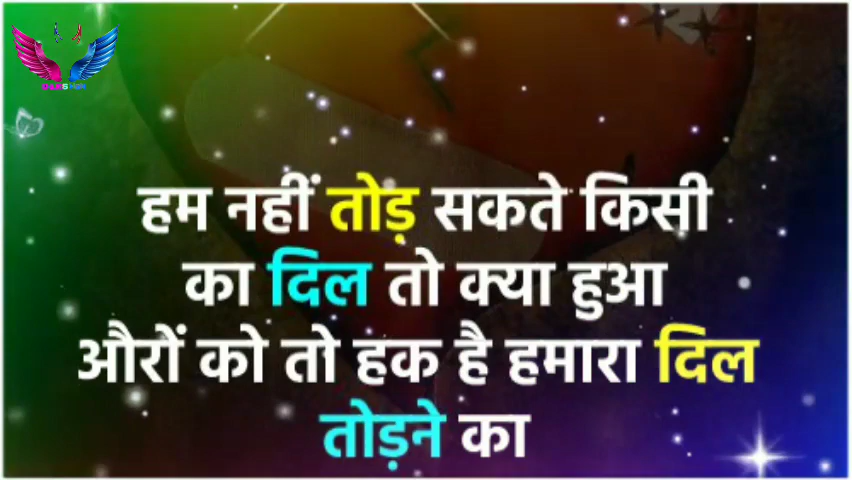 हम नहीं तोड़ सकते किसी
का दिल तो क्या हुआ
औरों को तो हक है हमारा दिल
तोड़ने का